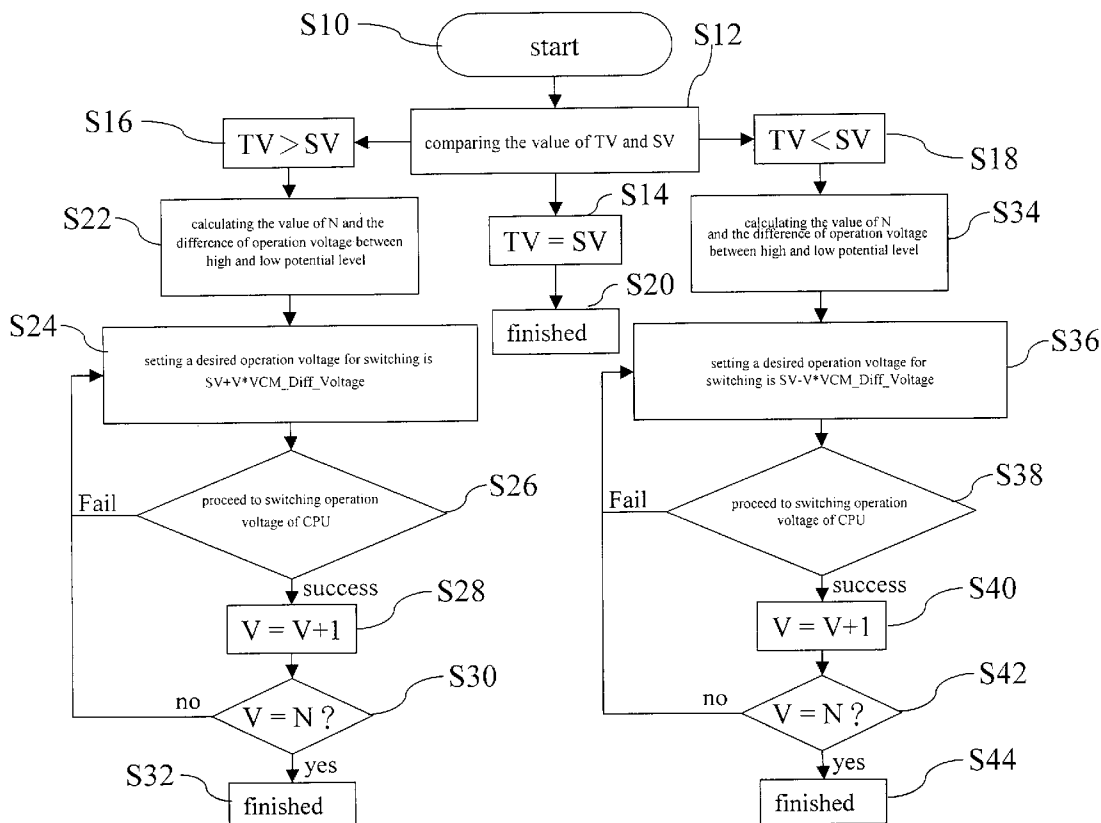 S10
start
S12
comparing the value of TV and SV
S16
TV > SV
TV < SV
S18
S14
TV = SV
S20
finished
S22
calculating the value of N and the
difference of operation voltage between
high and low potential level
S24
setting a desired operation voltage for switching is
SV+V*VCM_Diff_Voltage
S26
proceed to switching operation
voltage of CPU
Fail
success
S28
V = V+1
S30
V = N ?
no
yes
S32
finished
S34
calculating the value of N
and the difference of operation voltage
between high and low potential level
S36
setting a desired operation voltage for
switching is SV-V*VCM_Diff_Voltage
S38
proceed to switching operation
voltage of CPU
Fail
success
S40
V = V+1
S42
V = N ?
no
yes
S44
finished